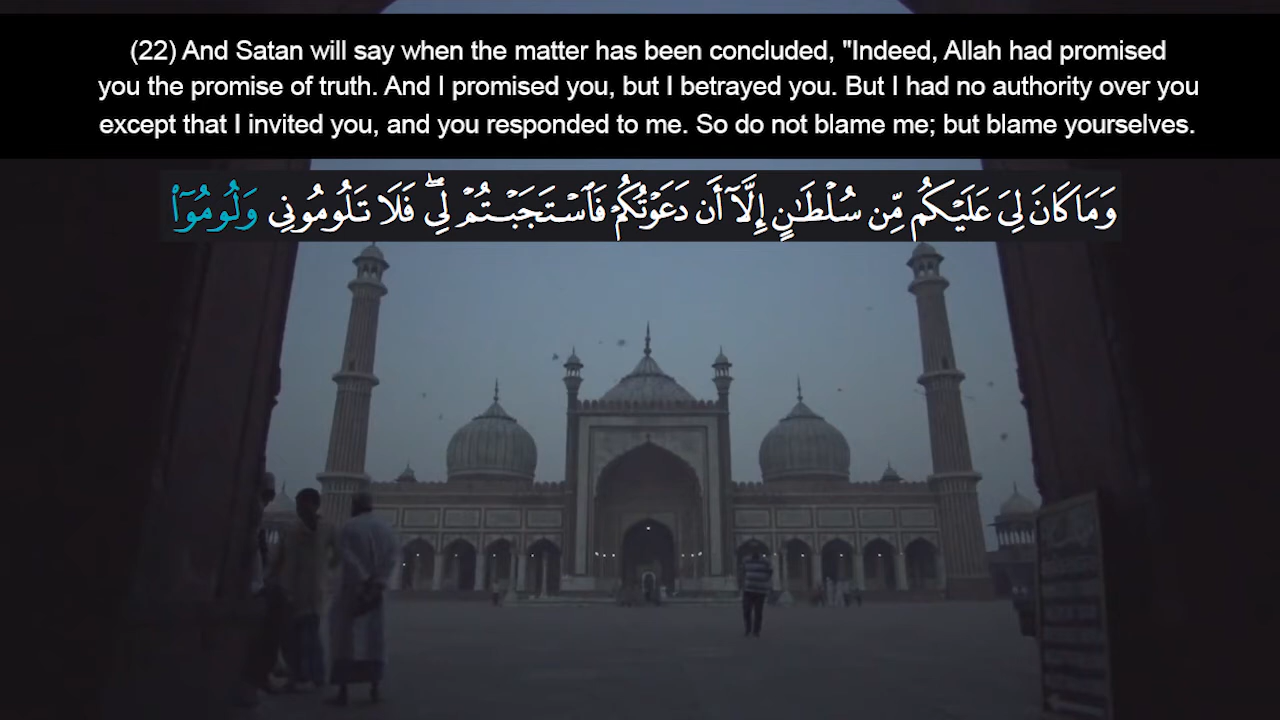 (22) And Satan will say when the matter has been concluded, "Indeed, Allah had promised
you the promise of truth. And I promised you, but I betrayed you. But I had no authority over you
except that I invited you, and you responded to me. So do not blame me; but blame yourselves.
وَمَا كَانَ لِىَ عَلَيْكُم مِّن سُلْطَـٰنٍ إِلَّآ أَن دَعَوْتُكُمْ فَٱسْتَجَبْتُمْ لِى ۖ فَلَا تَلُومُونِى وَلُومُوٓا۟